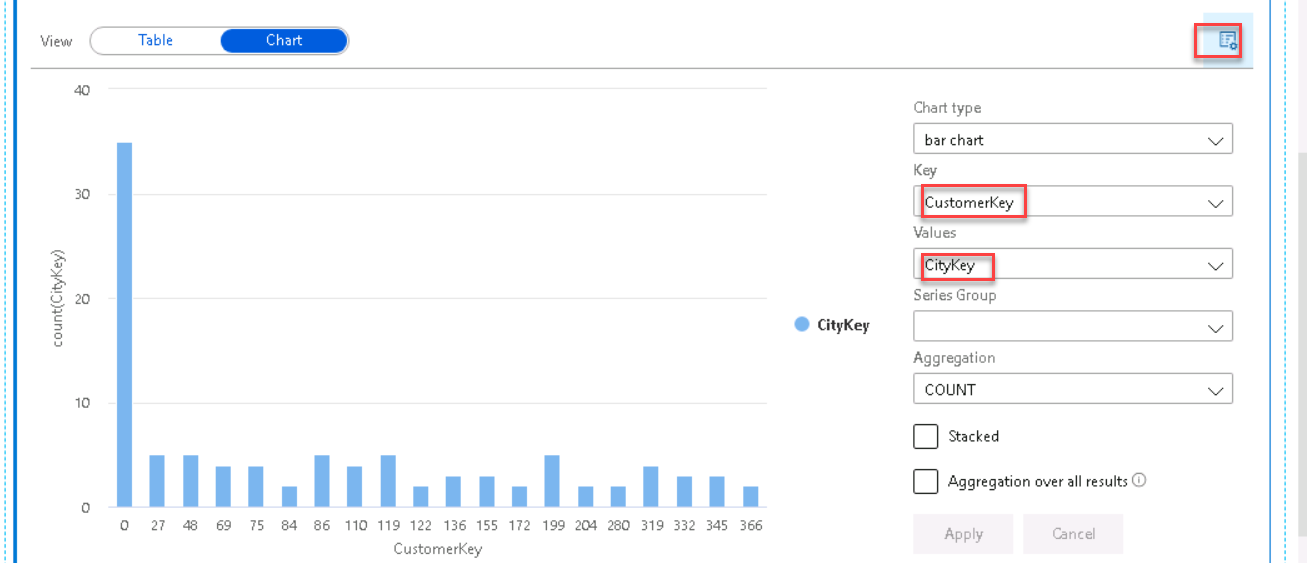 View
Table
Chart
40
30
20
10
0
count(CityKey)
0 27 48 69 75 84 86 110 119 122 136 155 172 199 204 280 319 332 345 366
CustomerKey
CityKey
Chart type
bar chart
Key
CustomerKey
Values
CityKey
Series Group
Aggregation
COUNT
Stacked
Aggregation over all results
Apply
Cancel